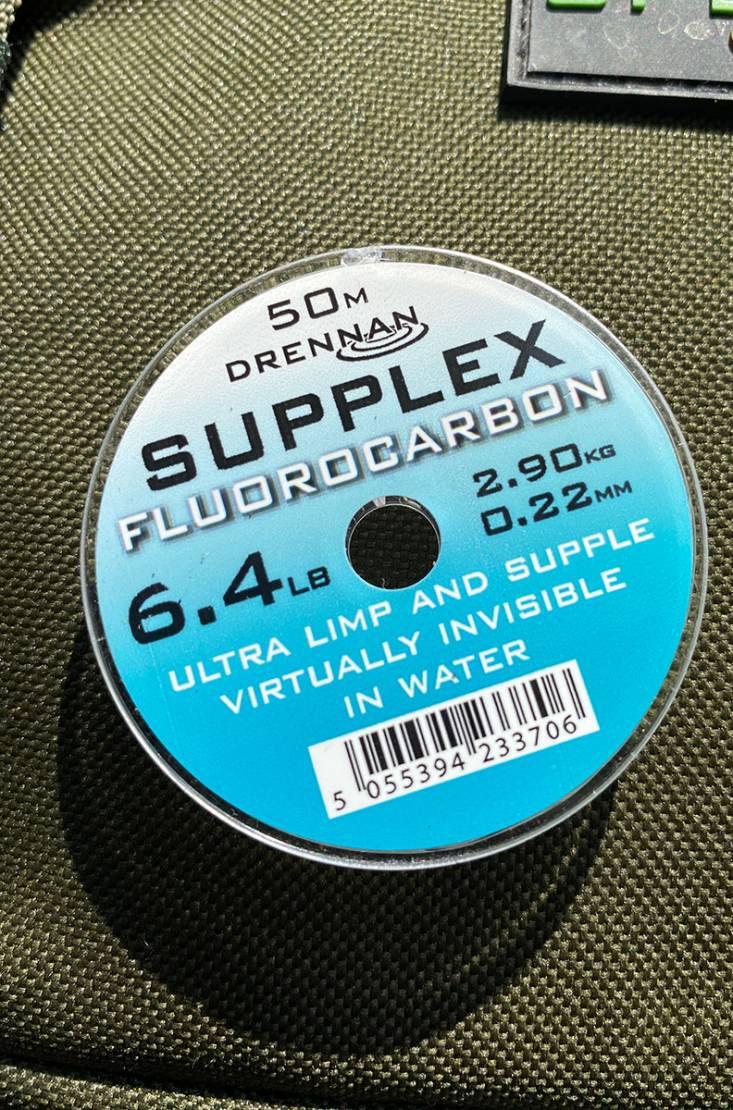 50M
DRENNAN
SUPPLEX
FLUOROCARBON
2.90KG
0.22MM
6.4LB
ULTRA LIMP AND SUPPLE
VIRTUALLY INVISIBLE
IN WATER
5 055394 233706